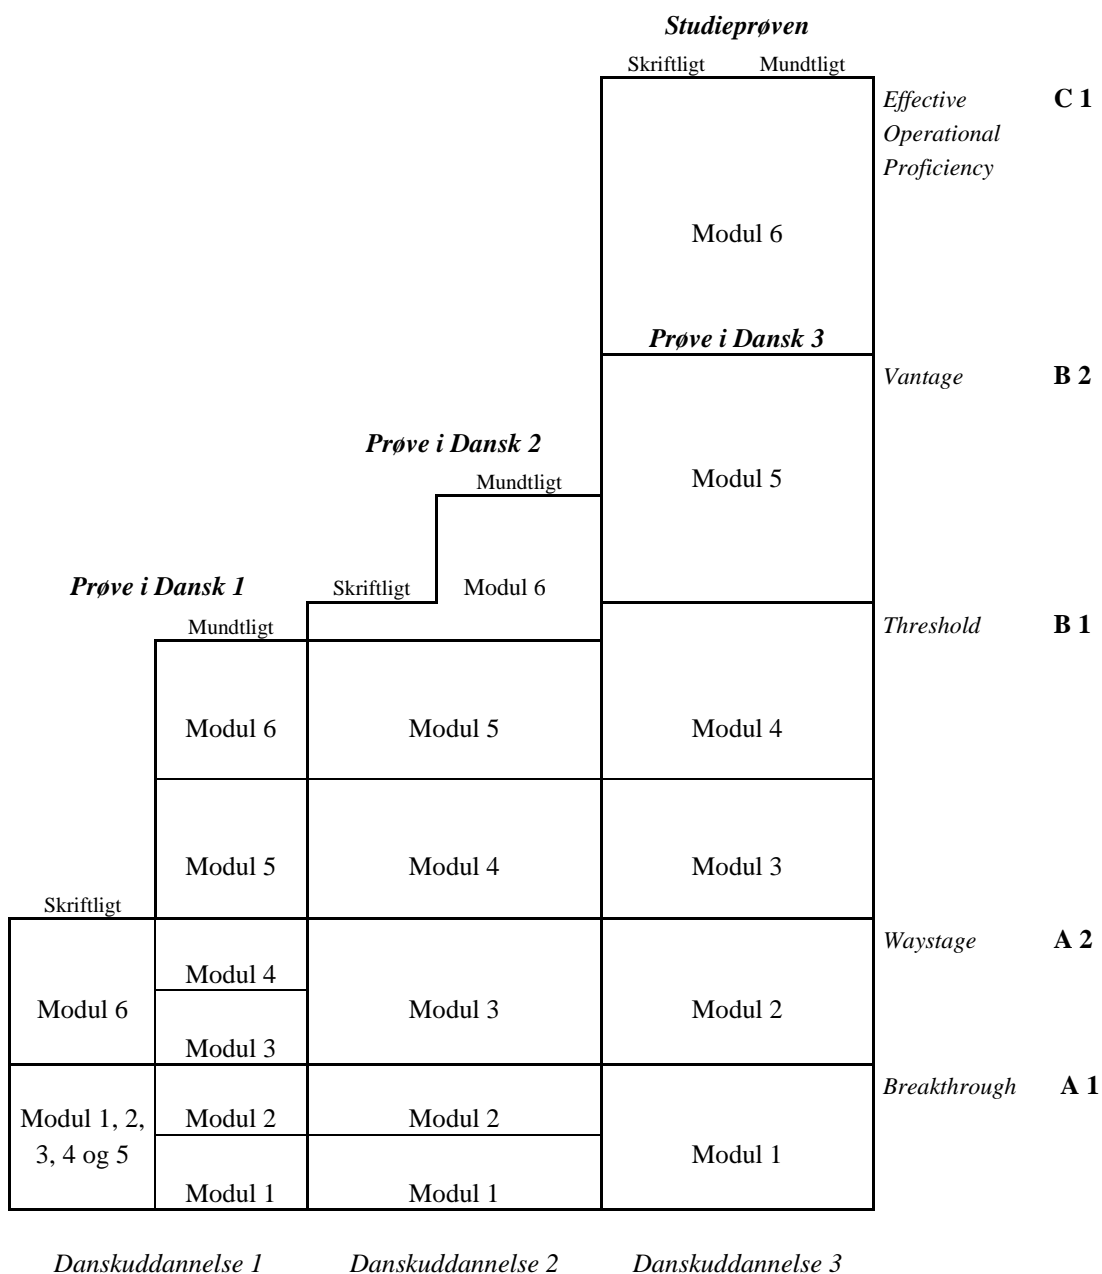 Studieprøven
Skriftligt Mundtligt
Effective C 1
Operational
Proficiency
Modul 6
Prøve i Dansk 3
Vantage B 2
Prøve i Dansk 2
Mundtligt Modul 5
Prøve i Dansk 1 Skriftligt Modul 6
Mundtligt Threshold B 1
Modul 6 Modul 5 Modul 4
Modul 5 Modul 4 Modul 3
Skriftligt
Waystage A 2
Modul 4
Modul 6 Modul 3 Modul 2
Modul 3
Breakthrough A 1
Modul 1, 2, Modul 2 Modul 2
3, 4 og 5 Modul 1
Modul 1 Modul 1
Danskuddannelse 1 Danskuddannelse 2 Danskuddannelse 3